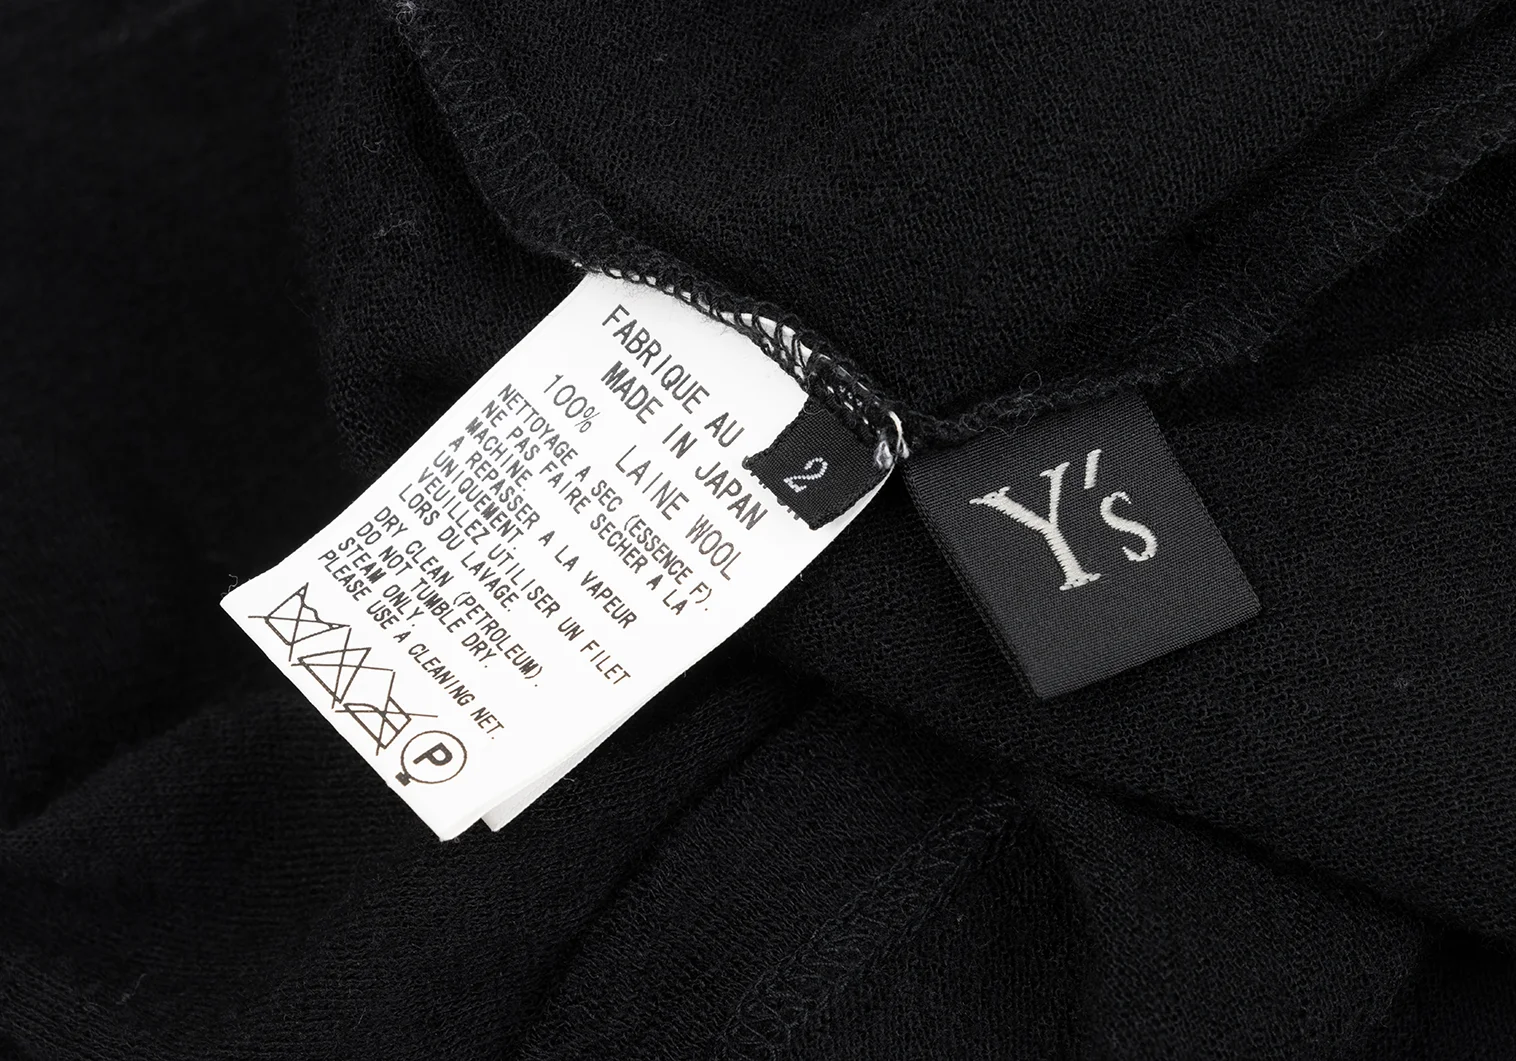 FABRIQUE AU
MADE IN JAPAN
100% LAINE WOOL
NETTOYAGE A SEC (ESSENCE F).
NE PAS FAIRE SECHER A LA
MACHINE.
A REPASSER A LA VAPEUR
UNIQUEMENT.
VEUILLEZ UTILISER UN FILET
LORS DU LAVAGE.
DRY CLEAN (PETROLEUM).
DO NOT TUMBLE DRY.
STEAM ONLY.
PLEASE USE A CLEANING NET.
P
2
Y's